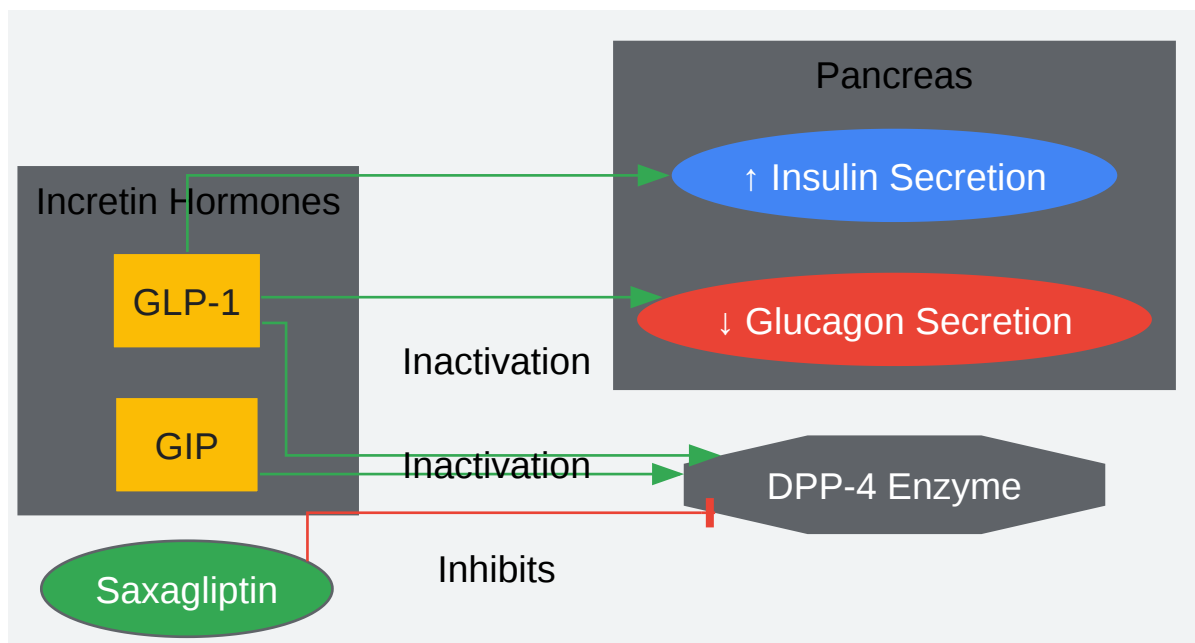 Pancreas
↑ Insulin Secretion
Incretin Hormones
GLP-1
↓ Glucagon Secretion
Inactivation
GIP
Inactivation
DPP-4 Enzyme
Inhibits
Saxagliptin